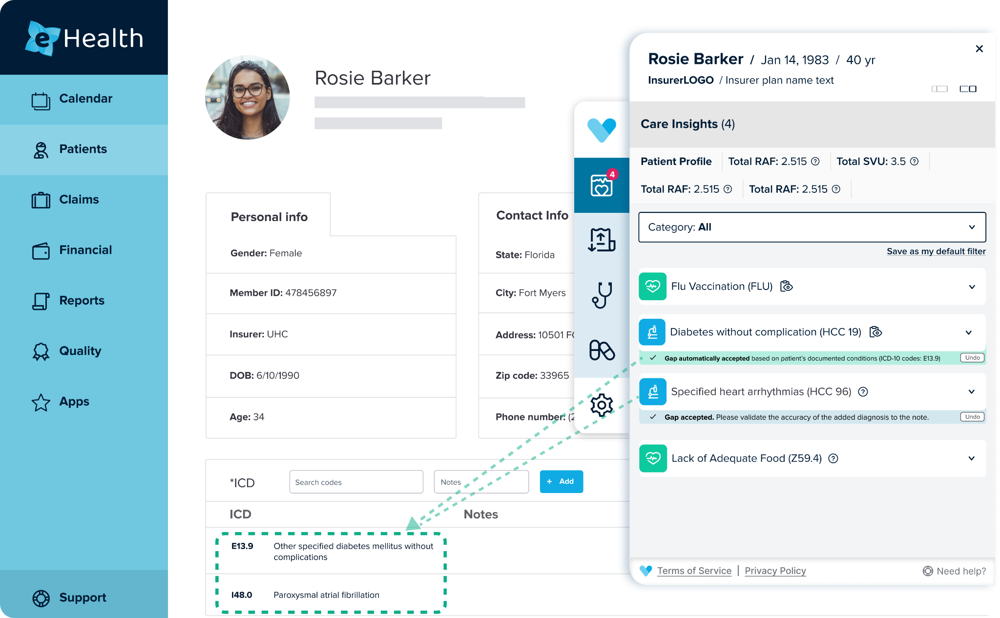 eHealth
Calendar
Patients
Claims
Financial
Reports
Quality
Apps
Support
Rosie Barker
Personal info
Gender: Female
Member ID: 478456897
Insurer: UHC
DOB: 6/10/1990
Age: 34
Contact Info
State: Florida
City: Fort Myers
Address: 10501 FC
Zip code: 33965
Phone number: (2
*ICD
Search codes
Notes
+ Add
ICD
Notes
E13.9 Other specified diabetes mellitus without
complications
I48.0 Paroxysmal atrial fibrillation
4
Rosie Barker / Jan 14, 1983 / 40 yr
InsurerLOGO / Insurer plan name text
Care Insights (4)
Patient Profile
Total RAF: 2.515
Total SVU: 3.5
Total RAF: 2.515
Total RAF: 2.515
Category: All
Save as my default filter
Flu Vaccination (FLU)
Diabetes without complication (HCC 19)
Gap automatically accepted based on patient's documented conditions (ICD-10 codes: E13.9)
Undo
Specified heart arrhythmias (HCC 96)
Gap accepted. Please validate the accuracy of the added diagnosis to the note.
Undo
Lack of Adequate Food (Z59.4)
Terms of Service | Privacy Policy
Need help?